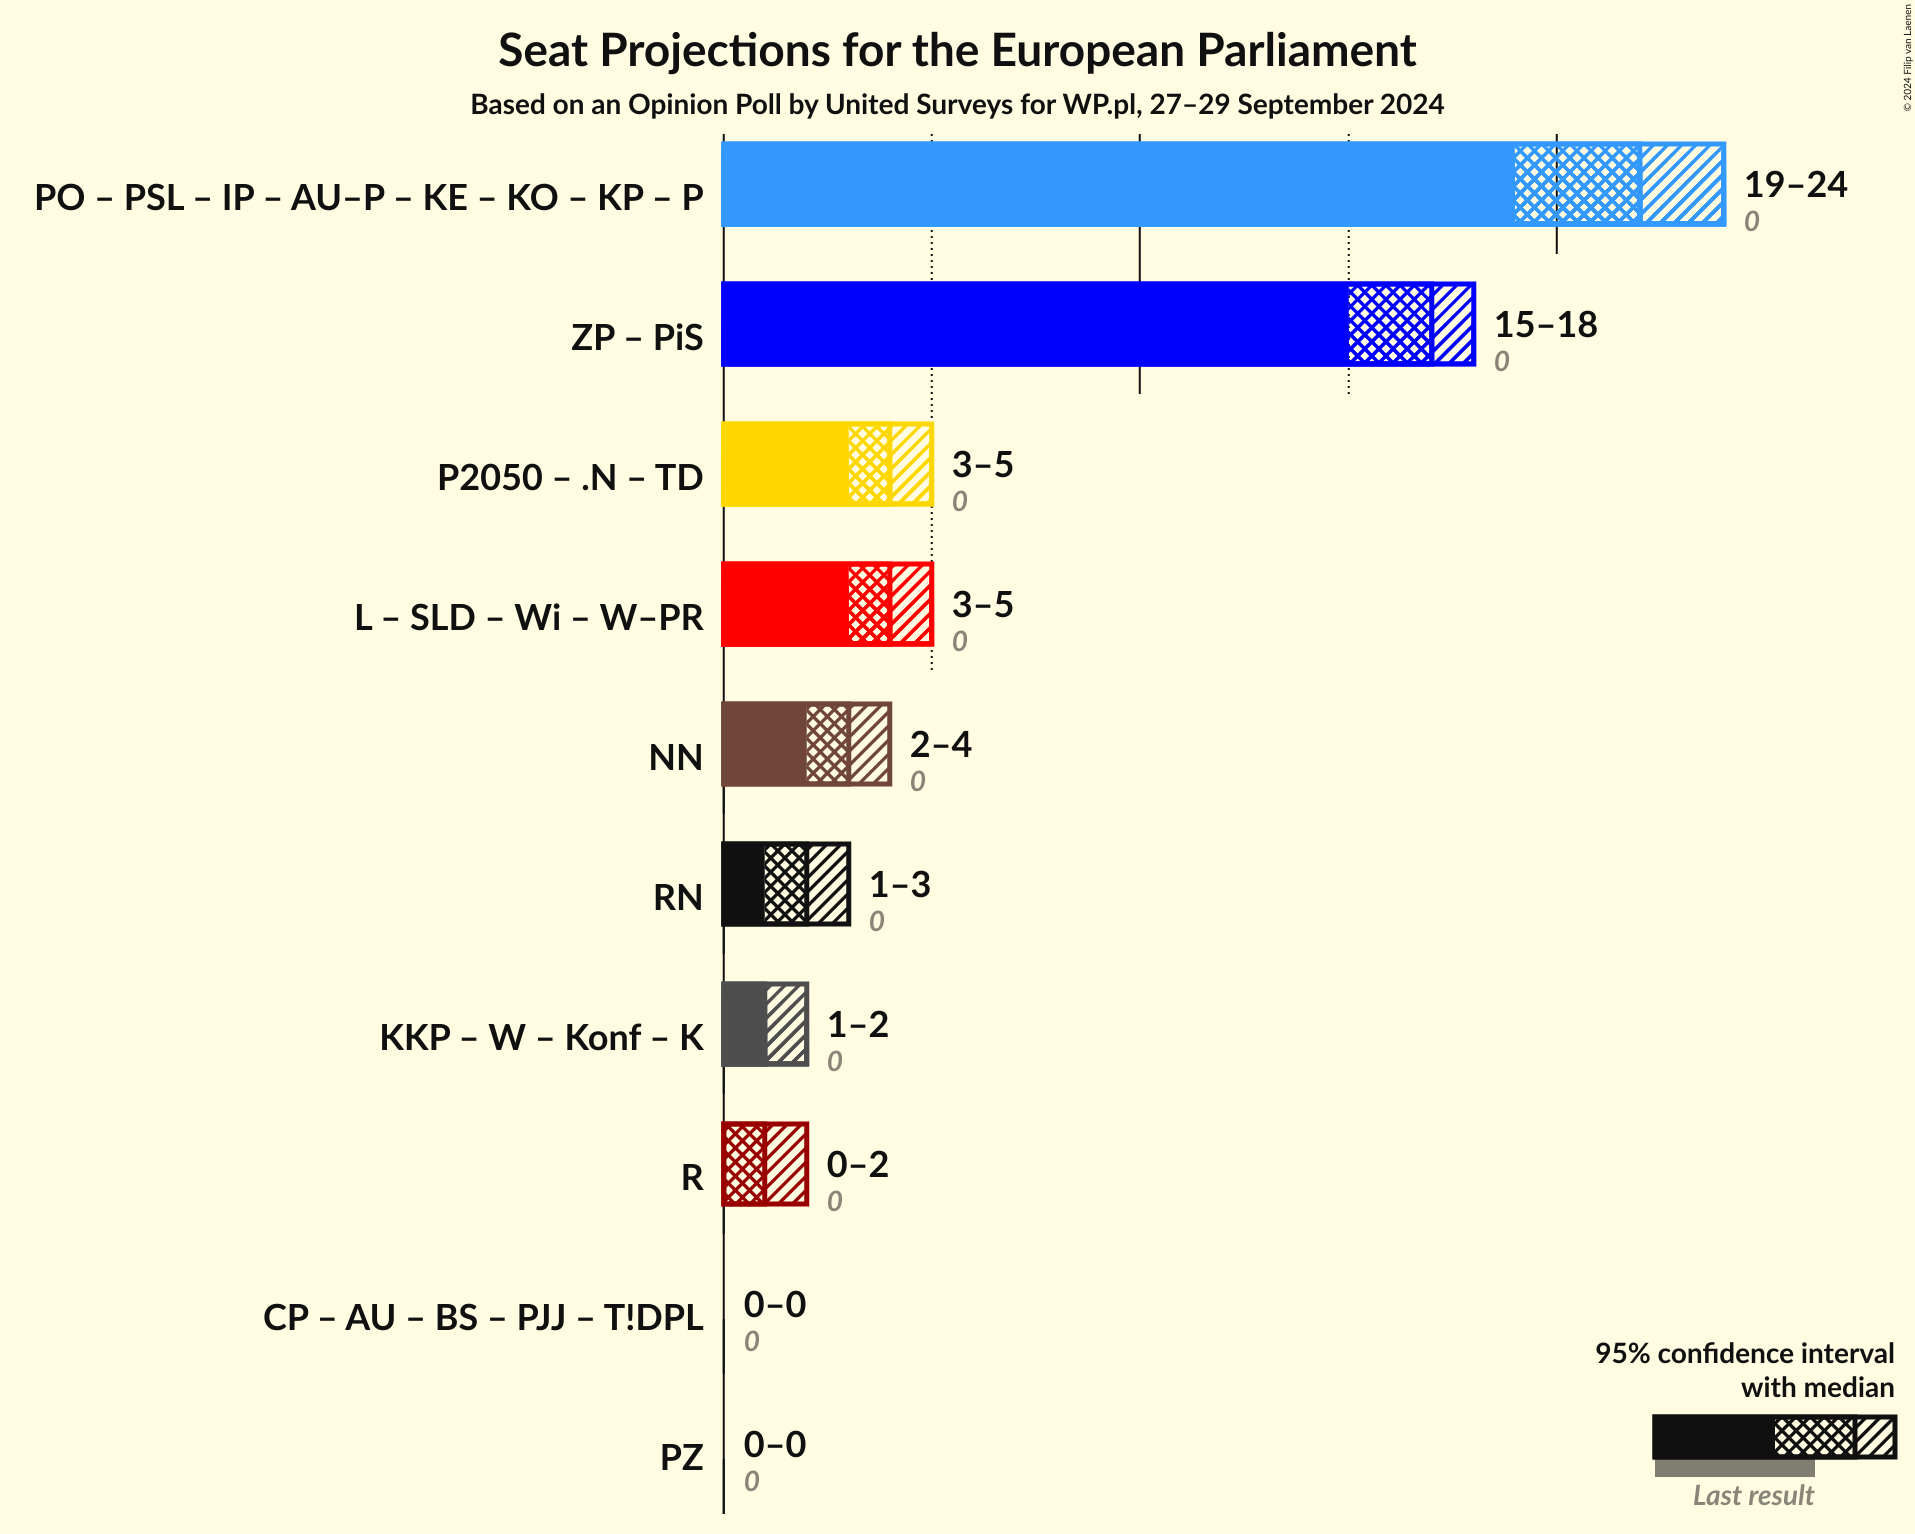 Seat Projections for the European Parliament
Based on an Opinion Poll by United Surveys for WP.pl, 27–29 September 2024
© 2024 Filip van Laenen
PO – PSL – IP – AU–P – KE – KO – KP – P
19–24
0
ZP – PiS
15–18
0
P2050 – .N – TD
3–5
0
L – SLD – Wi – W–PR
3–5
0
NN
2–4
0
RN
1–3
0
KKP – W – Konf – K
1–2
0
R
0–2
0
CP – AU – BS – PJJ – T!DPL
0–0
0
PZ
0–0
0
95% confidence interval
with median
Last result